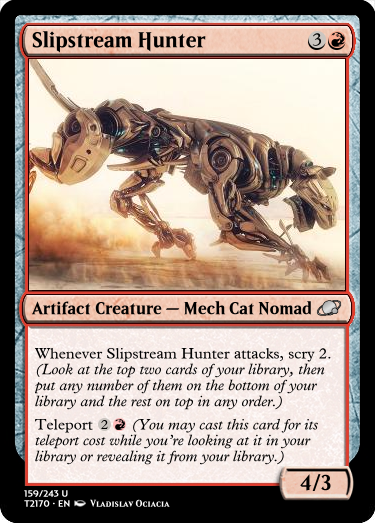 Slipstream Hunter 3
Artifact Creature — Mech Cat Nomad
Whenever Slipstream Hunter attacks, scry 2.
(Look at the top two cards of your library, then
put any number of them on the bottom of your
library and the rest on top in any order.)
Teleport 2 (You may cast this card for its
teleport cost while you're looking at it in your
library or revealing it from your library.)
4/3
159/243 U
T2170 · EN Vladislav Ociacia